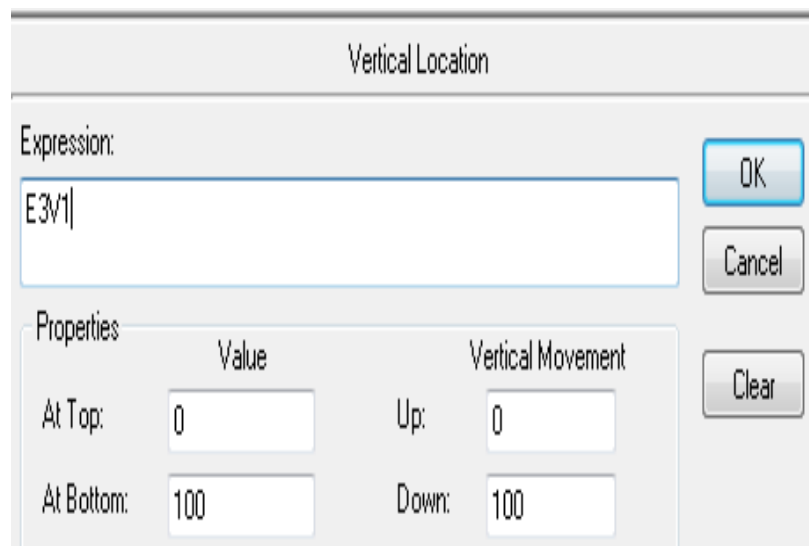 Vertical Location
Expression:
OK
E3V1
Cancel
Properties
Value Vertical Movement
Clear
At Top: 0 Up: 0
At Bottom: 100 Down: 100